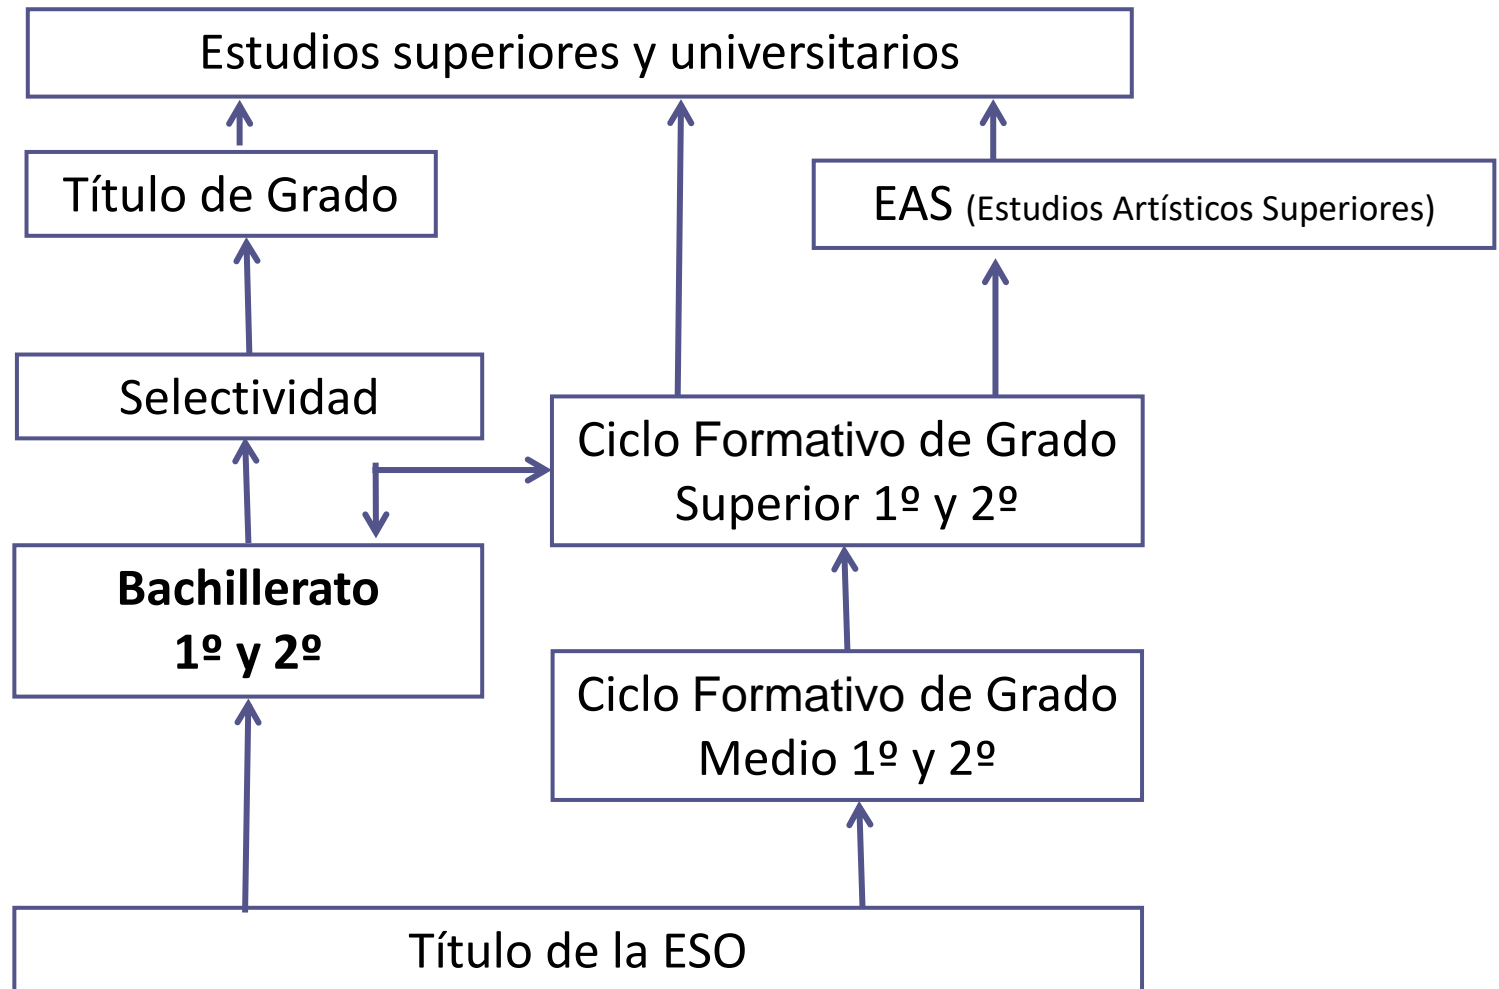 Estudios superiores y universitarios
Título de Grado
EAS (Estudios Artísticos Superiores)
Selectividad
Ciclo Formativo de Grado
Superior 1º y 2º
Bachillerato
1º y 2º
Ciclo Formativo de Grado
Medio 1º y 2º
Título de la ESO